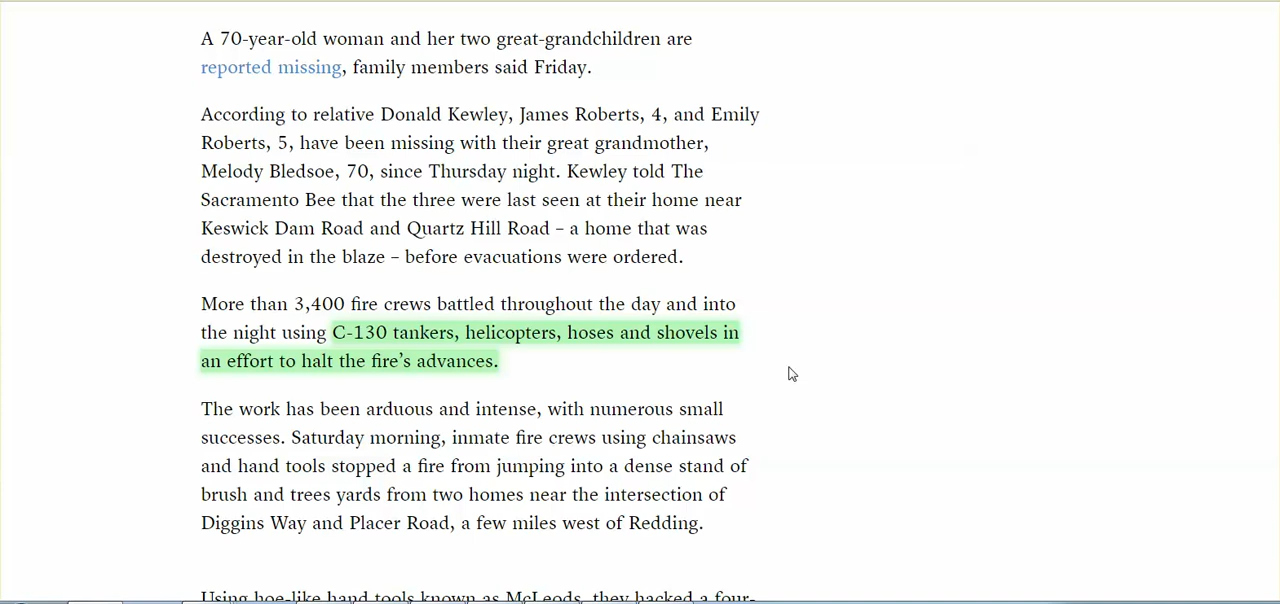 A 70-year-old woman and her two great-grandchildren are
reported missing, family members said Friday.
According to relative Donald Kewley, James Roberts, 4, and Emily
Roberts, 5, have been missing with their great grandmother,
Melody Bledsoe, 70, since Thursday night. Kewley told The
Sacramento Bee that the three were last seen at their home near
Keswick Dam Road and Quartz Hill Road – a home that was
destroyed in the blaze – before evacuations were ordered.
More than 3,400 fire crews battled throughout the day and into
the night using C-130 tankers, helicopters, hoses and shovels in
an effort to halt the fire’s advances.
The work has been arduous and intense, with numerous small
successes. Saturday morning, inmate fire crews using chainsaws
and hand tools stopped a fire from jumping into a dense stand of
brush and trees yards from two homes near the intersection of
Diggins Way and Placer Road, a few miles west of Redding.
Using hoe-like hand tools known as McLeods, they hacked a four-